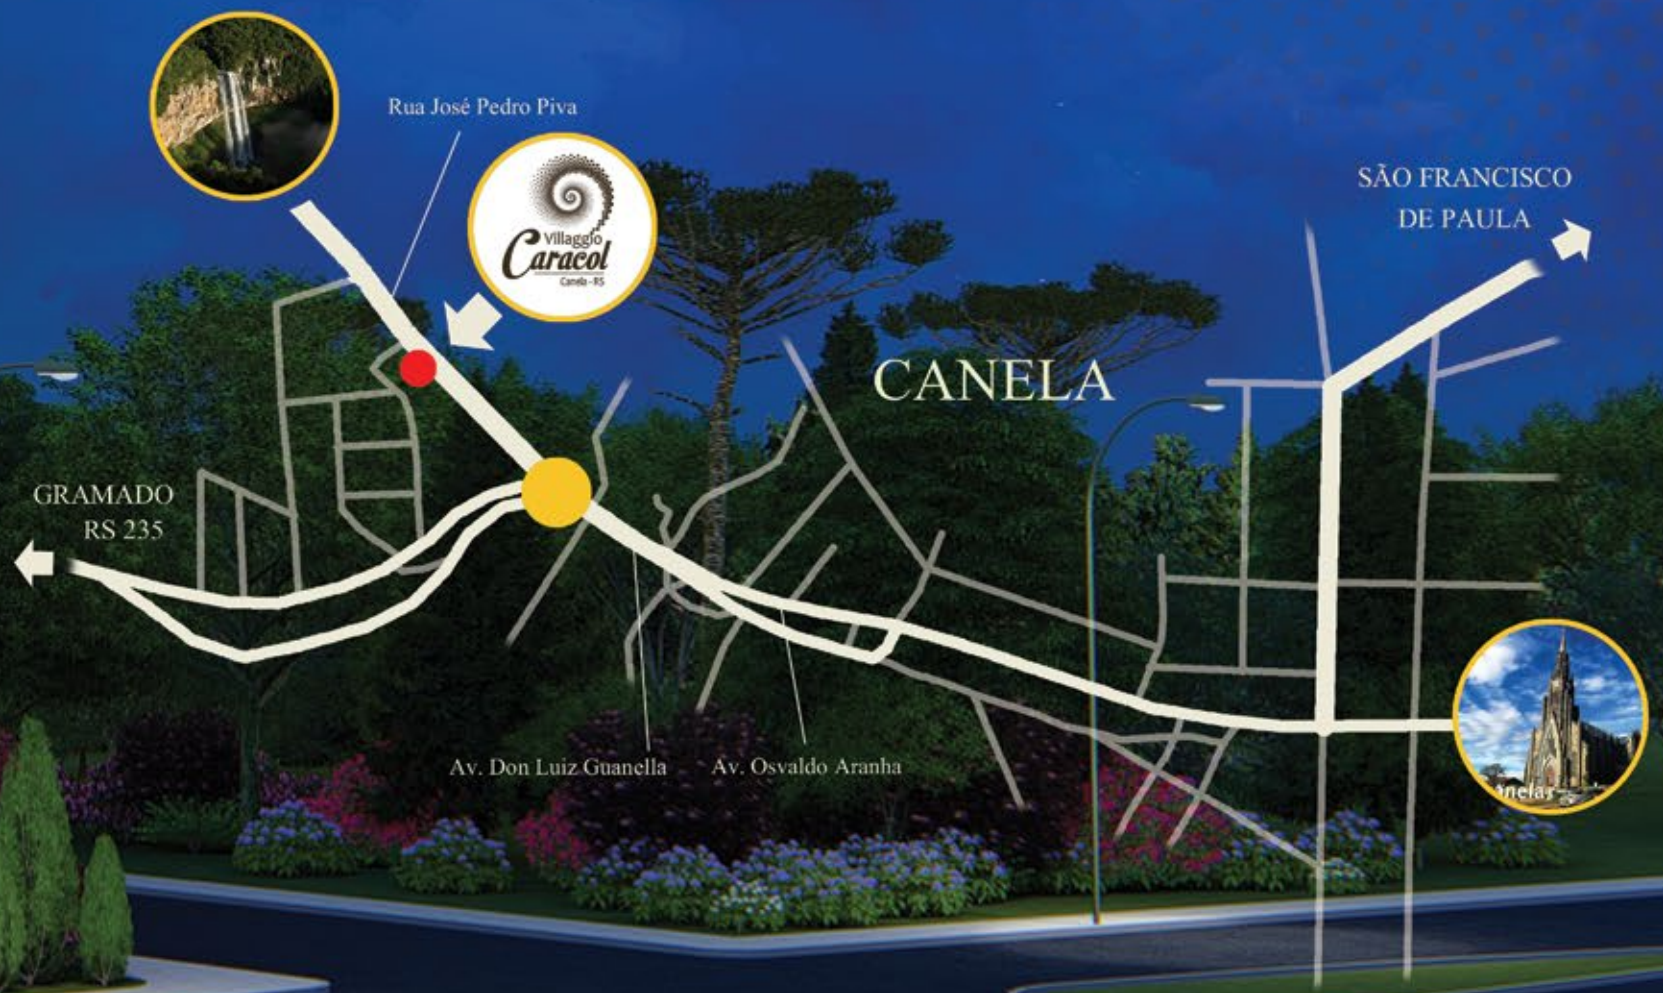 Rua José Pedro Piva
Villaggio
Caracol
Canela - RS
SÃO FRANCISCO
DE PAULA
CANELA
GRAMADO
RS 235
Av. Don Luiz Guanella
Av. Osvaldo Aranha
anelas